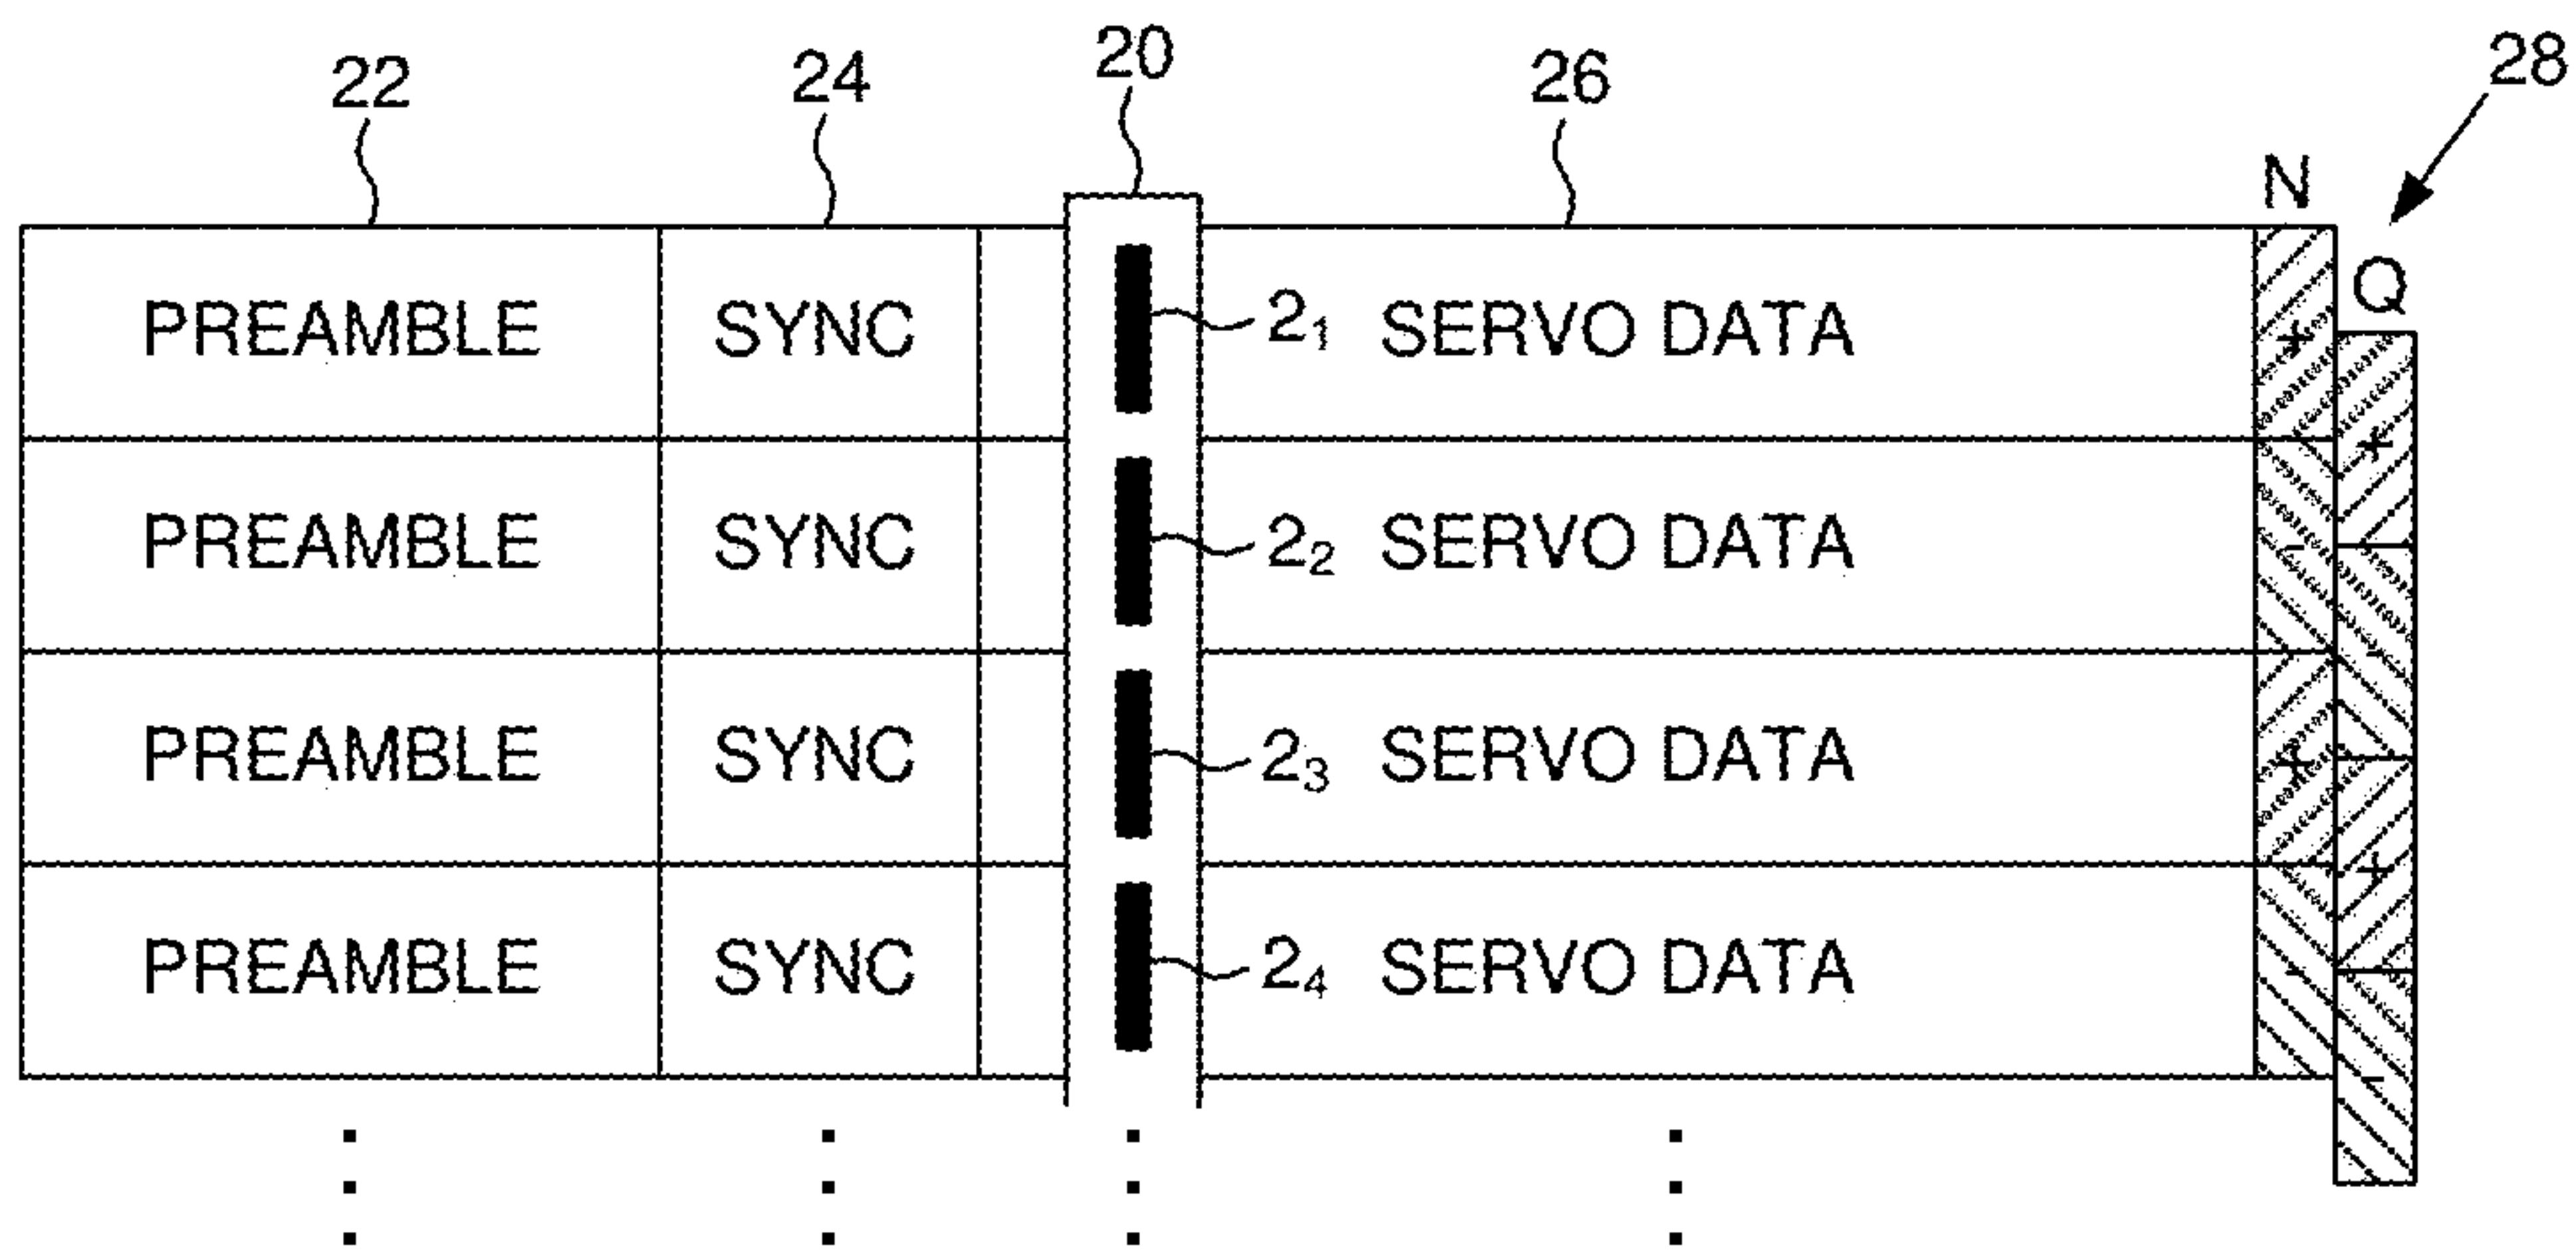 22 24 20 26 28
N
Q
PREAMBLE SYNC 2₁ SERVO DATA +
+
PREAMBLE SYNC 2₂ SERVO DATA -
-
PREAMBLE SYNC 2₃ SERVO DATA +
+
PREAMBLE SYNC 2₄ SERVO DATA -
-